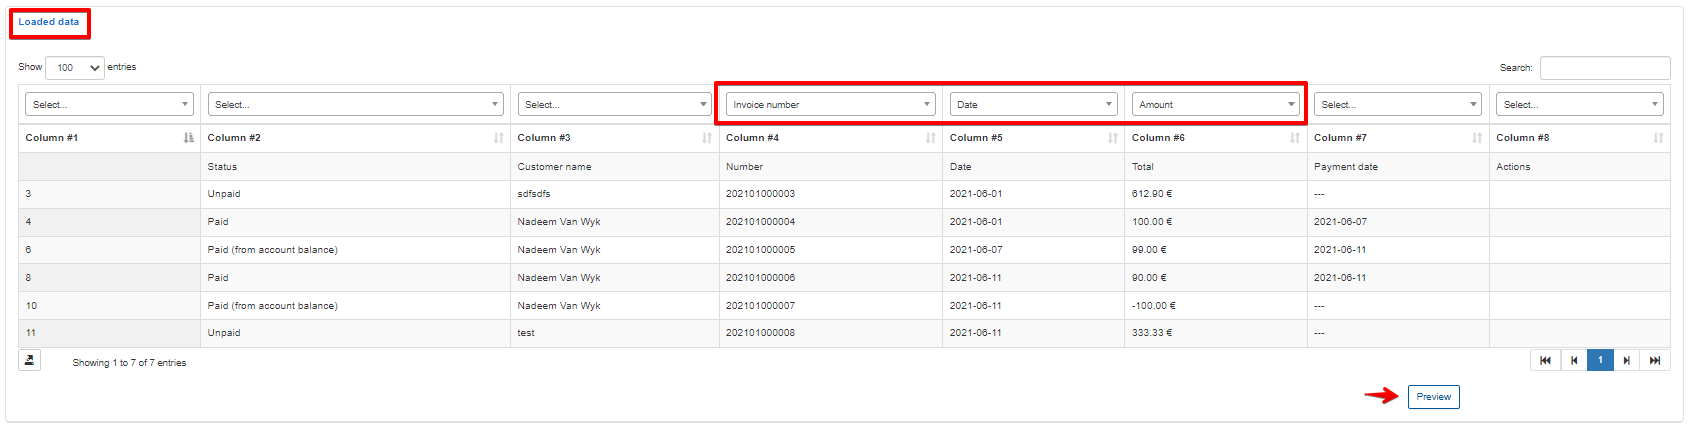 Loaded data
Show 100 entries Search:
Select... Select... Select... Invoice number Date Amount Select... Select...
Column #1 Column #2 Column #3 Column #4 Column #5 Column #6 Column #7 Column #8
Status Customer name Number Date Total Payment date Actions
3 Unpaid sdfsdfs 202101000003 2021-06-01 612.90 € ---
4 Paid Nadeem Van Wyk 202101000004 2021-06-01 100.00 € 2021-06-07
6 Paid (from account balance) Nadeem Van Wyk 202101000005 2021-06-07 99.00 € 2021-06-11
8 Paid Nadeem Van Wyk 202101000006 2021-06-11 90.00 € 2021-06-11
10 Paid (from account balance) Nadeem Van Wyk 202101000007 2021-06-11 -100.00 € ---
11 Unpaid test 202101000008 2021-06-11 333.33 € ---
Showing 1 to 7 of 7 entries 1
Preview